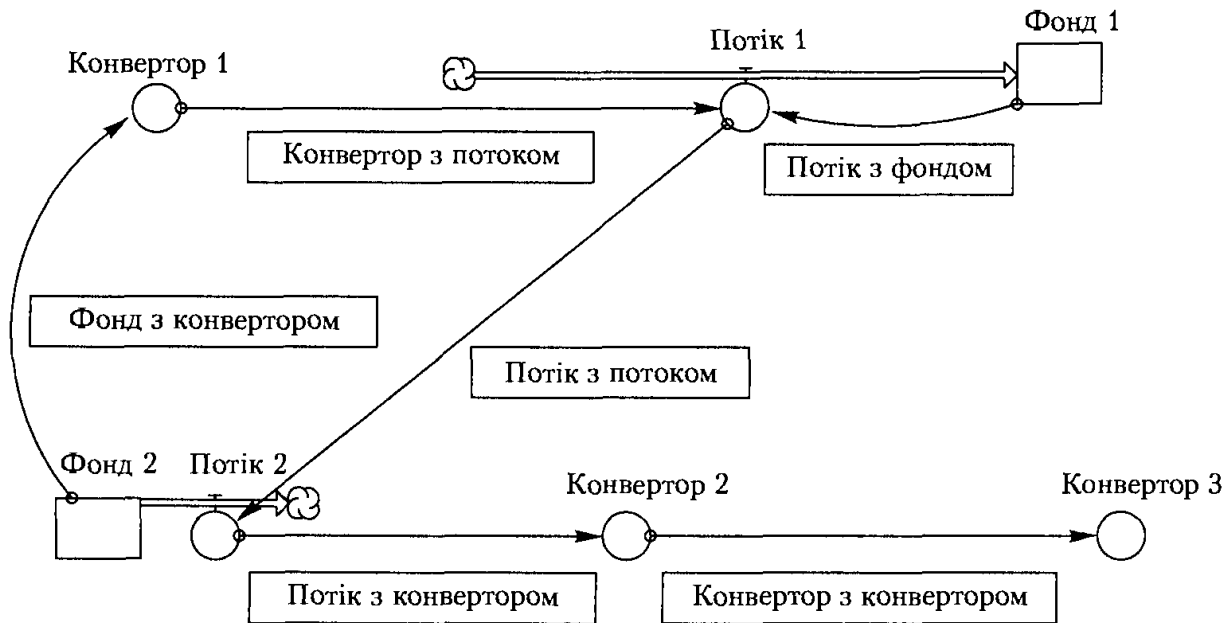 Фонд 1
Потік 1
Конвертор 1
Конвертор з потоком
Потік з фондом
Фонд з конвертором
Потік з потоком
Фонд 2
Потік 2
Конвертор 2
Конвертор 3
Потік з конвертором
Конвертор з конвертором